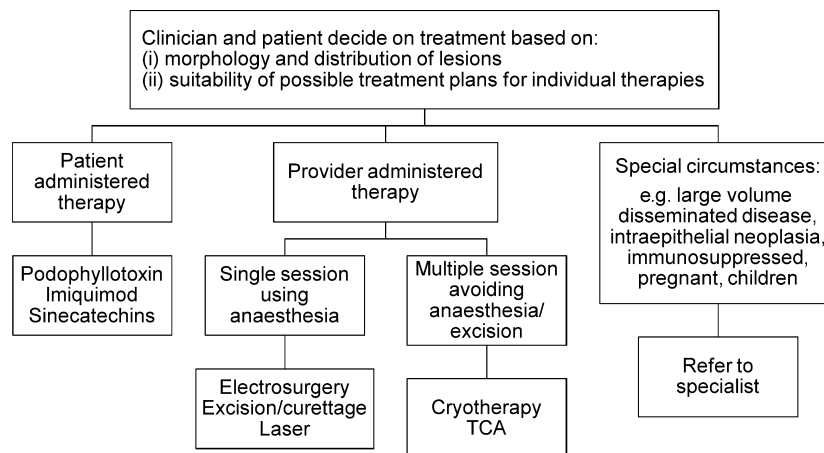 Clinician and patient decide on treatment based on:
(i) morphology and distribution of lesions
(ii) suitability of possible treatment plans for individual therapies
Patient
administered
therapy
Provider administered
therapy
Special circumstances:
e.g. large volume
disseminated disease,
intraepithelial neoplasia,
immunosuppressed,
pregnant, children
Podophyllotoxin
Imiquimod
Sinecatechins
Single session
using
anaesthesia
Multiple session
avoiding
anaesthesia/
excision
Refer to
specialist
Electrosurgery
Excision/curettage
Laser
Cryotherapy
TCA